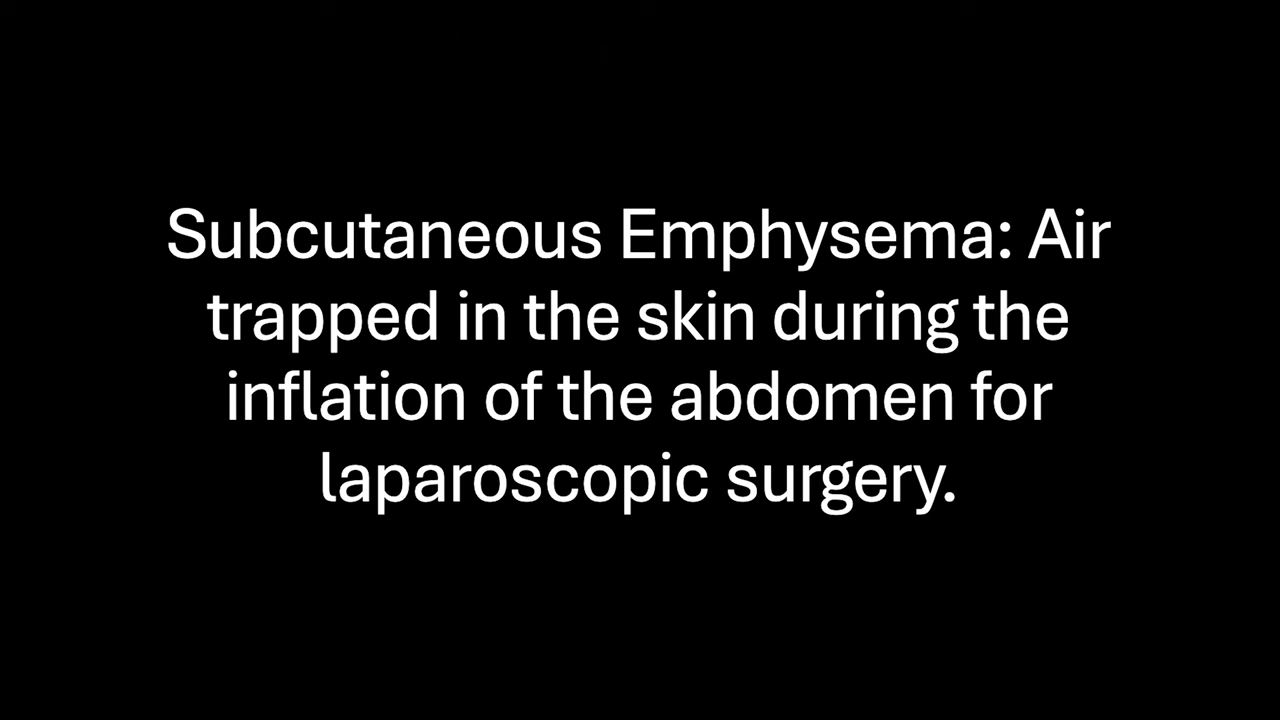 Subcutaneous Emphysema: Air
trapped in the skin during the
inflation of the abdomen for
laparoscopic surgery.